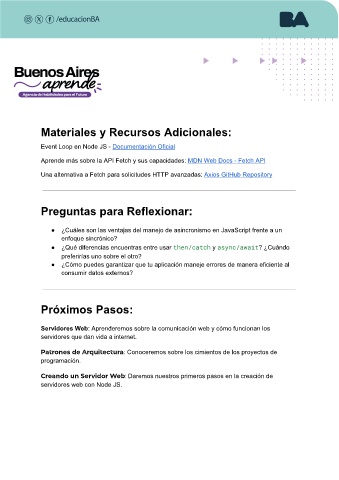 /educacionBA
BA
Buenos Aires
aprende
Agencia de Habilidades para el Futuro
Materiales y Recursos Adicionales:
Event Loop en Node JS - Documentación Oficial
Aprende más sobre la API Fetch y sus capacidades: MDN Web Docs - Fetch API
Una alternativa a Fetch para solicitudes HTTP avanzadas: Axios GitHub Repository
Preguntas para Reflexionar:
● ¿Cuáles son las ventajas del manejo de asincronismo en JavaScript frente a un
enfoque sincrónico?
● ¿Qué diferencias encuentras entre usar then/catch y async/await? ¿Cuándo
preferirías uno sobre el otro?
● ¿Cómo puedes garantizar que tu aplicación maneje errores de manera eficiente al
consumir datos externos?
Próximos Pasos:
Servidores Web: Aprenderemos sobre la comunicación web y cómo funcionan los
servidores que dan vida a internet.
Patrones de Arquitectura: Conoceremos sobre los cimientos de los proyectos de
programación.
Creando un Servidor Web: Daremos nuestros primeros pasos en la creación de
servidores web con Node JS.